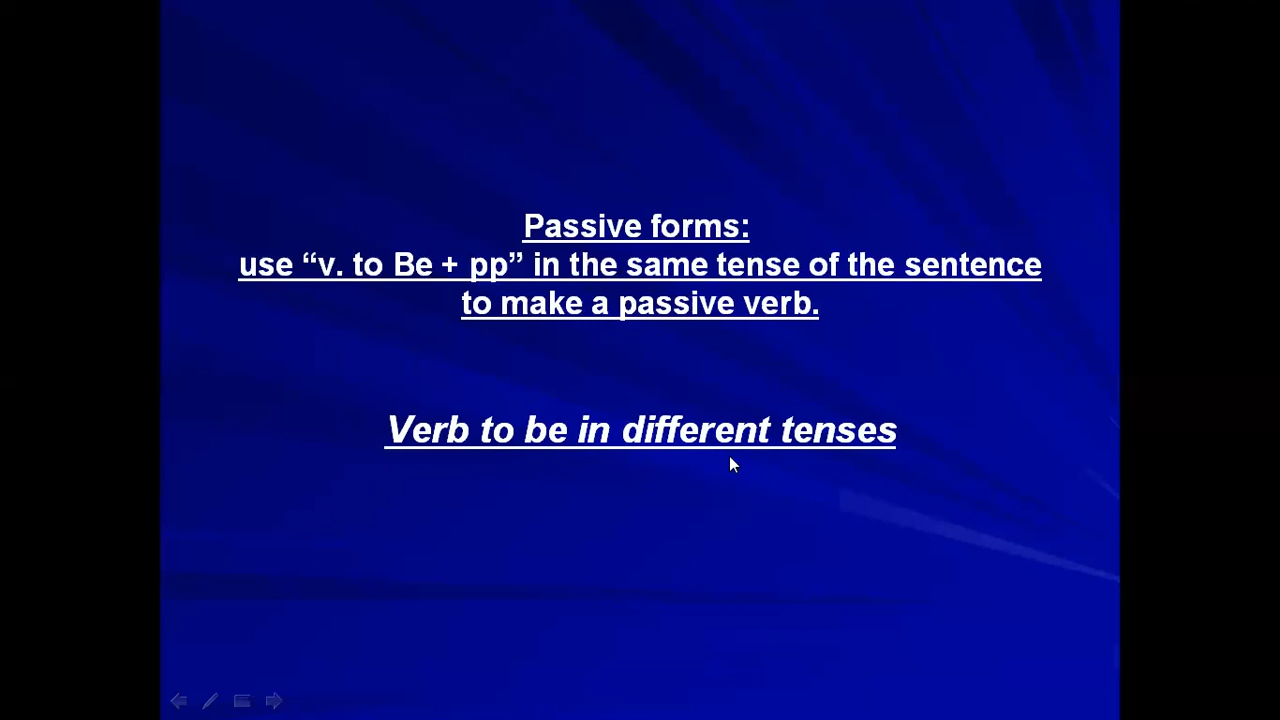 Passive forms:
use “v. to Be + pp” in the same tense of the sentence
to make a passive verb.
Verb to be in different tenses